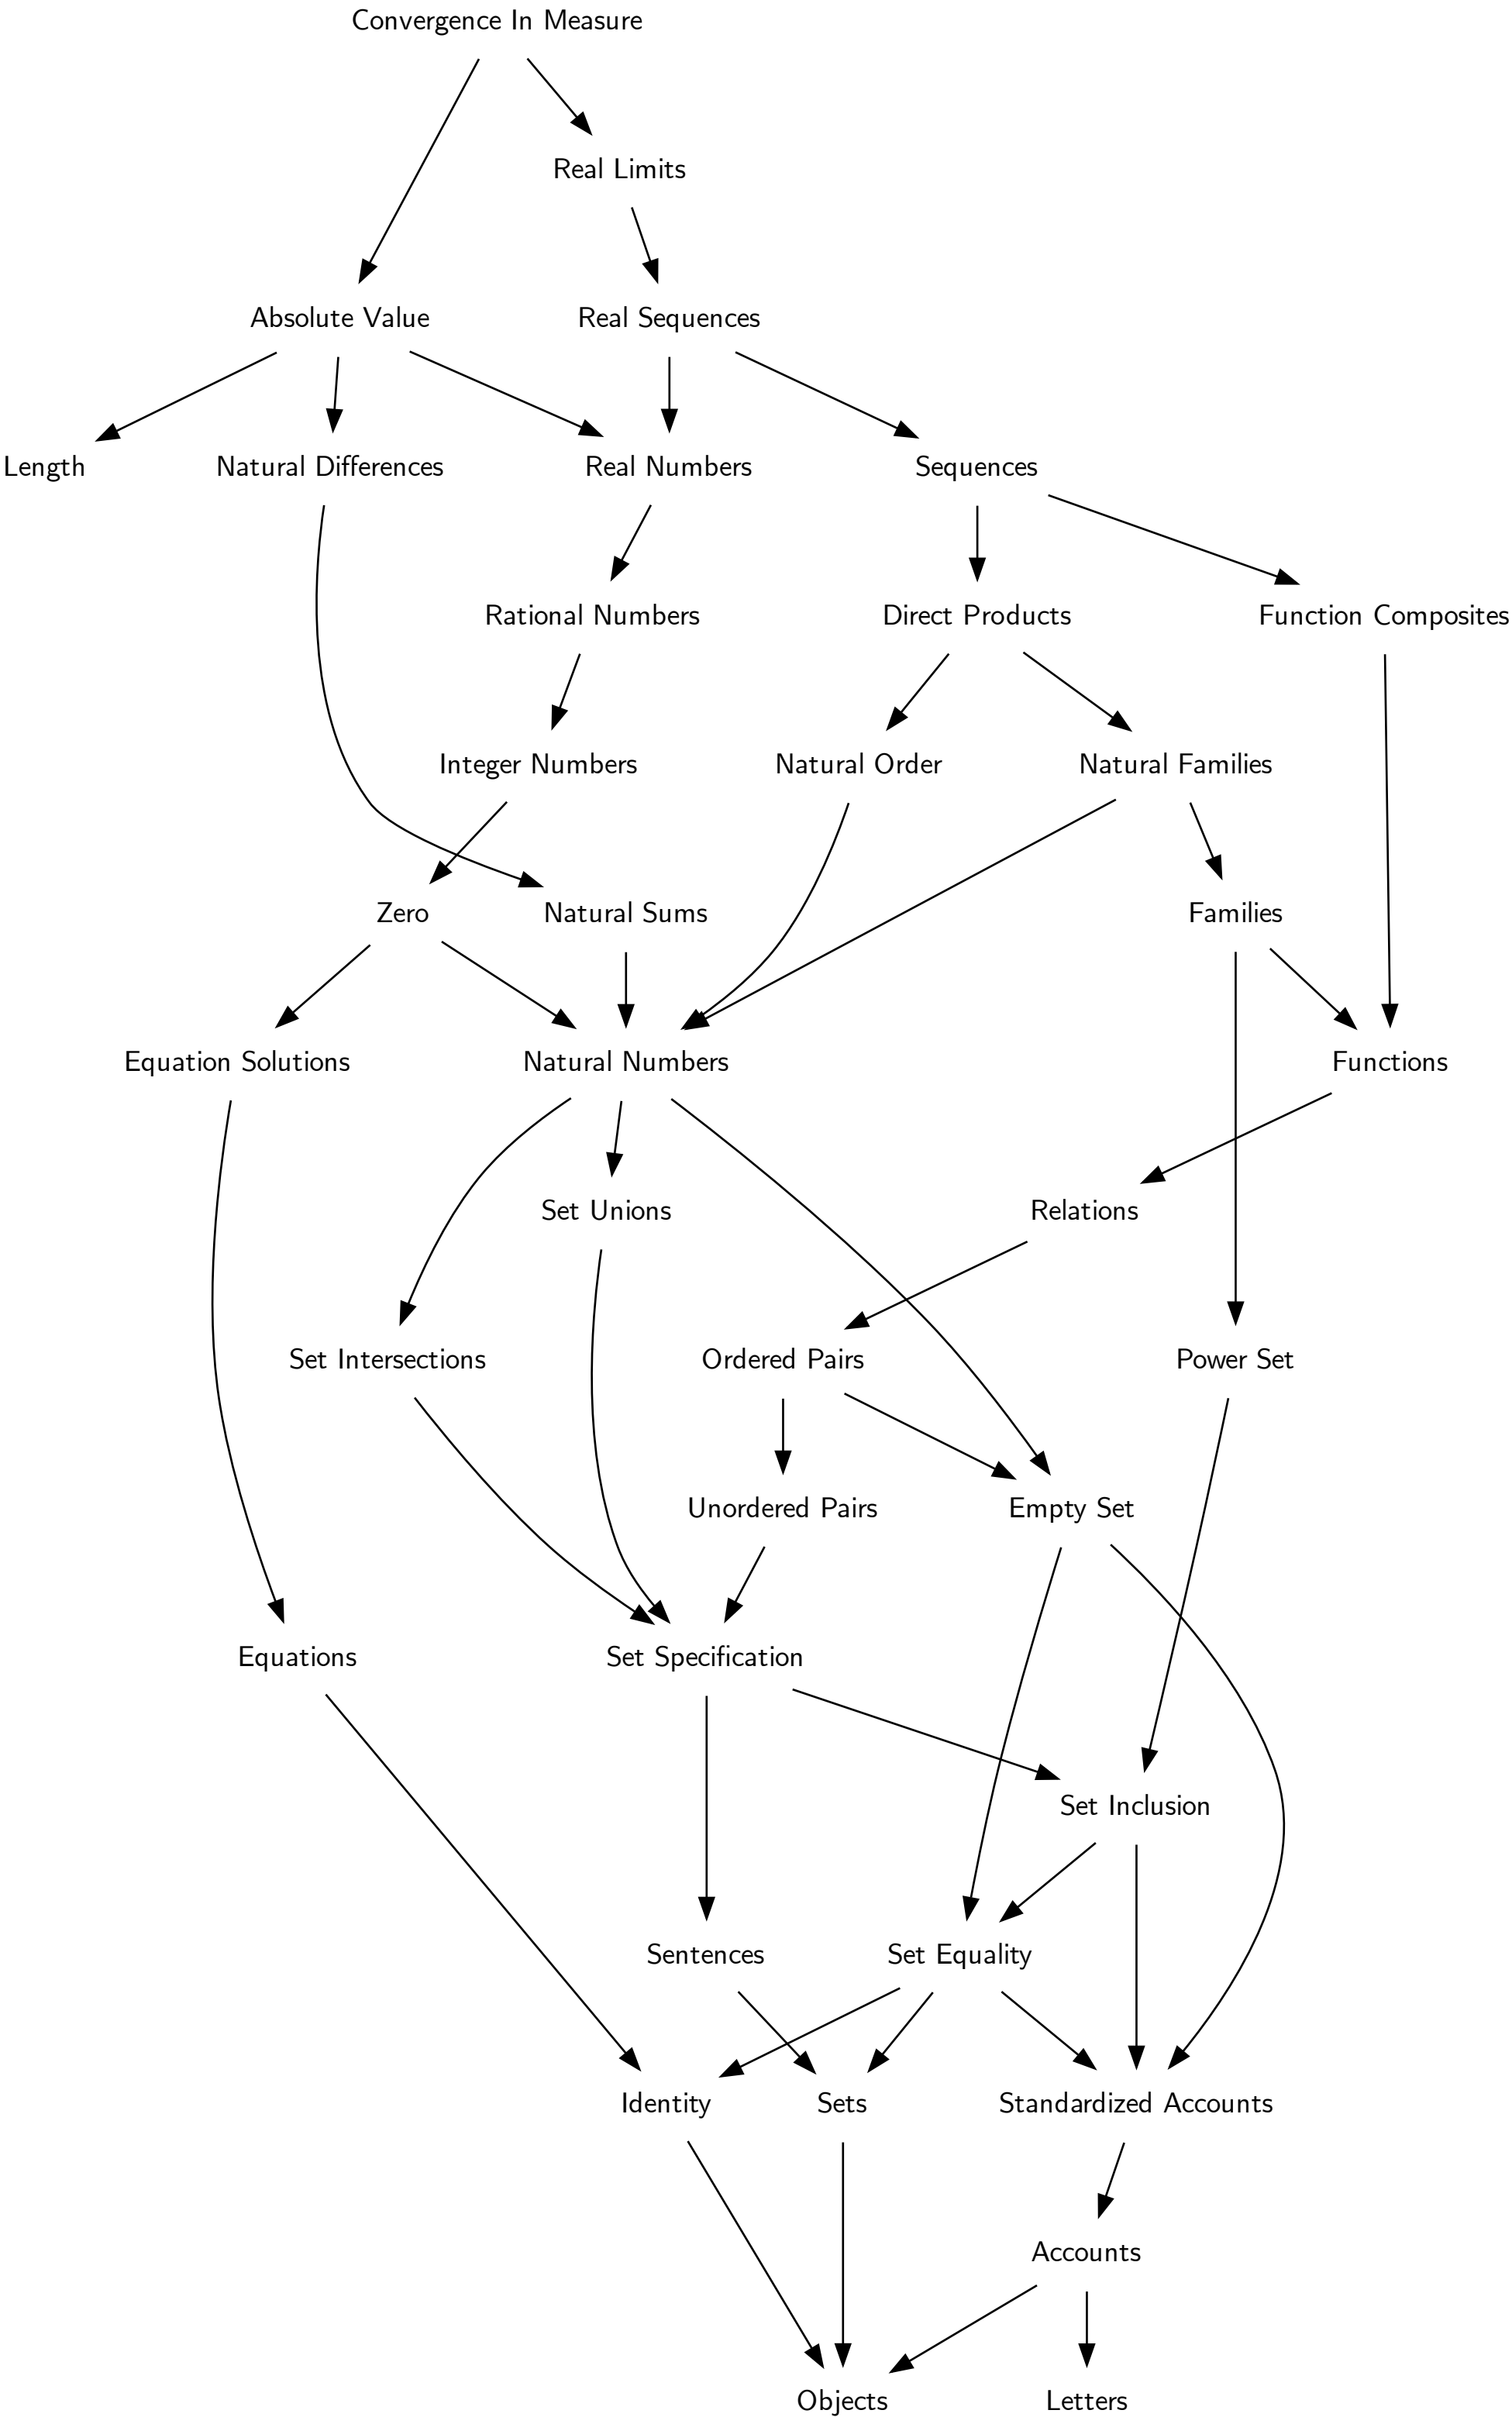 Convergence In Measure
Real Limits
Absolute Value
Real Sequences
Length
Natural Differences
Real Numbers
Sequences
Rational Numbers
Direct Products
Function Composites
Integer Numbers
Natural Order
Natural Families
Zero
Natural Sums
Families
Equation Solutions
Natural Numbers
Functions
Set Unions
Relations
Set Intersections
Ordered Pairs
Power Set
Unordered Pairs
Empty Set
Equations
Set Specification
Set Inclusion
Sentences
Set Equality
Identity
Sets
Standardized Accounts
Accounts
Objects
Letters